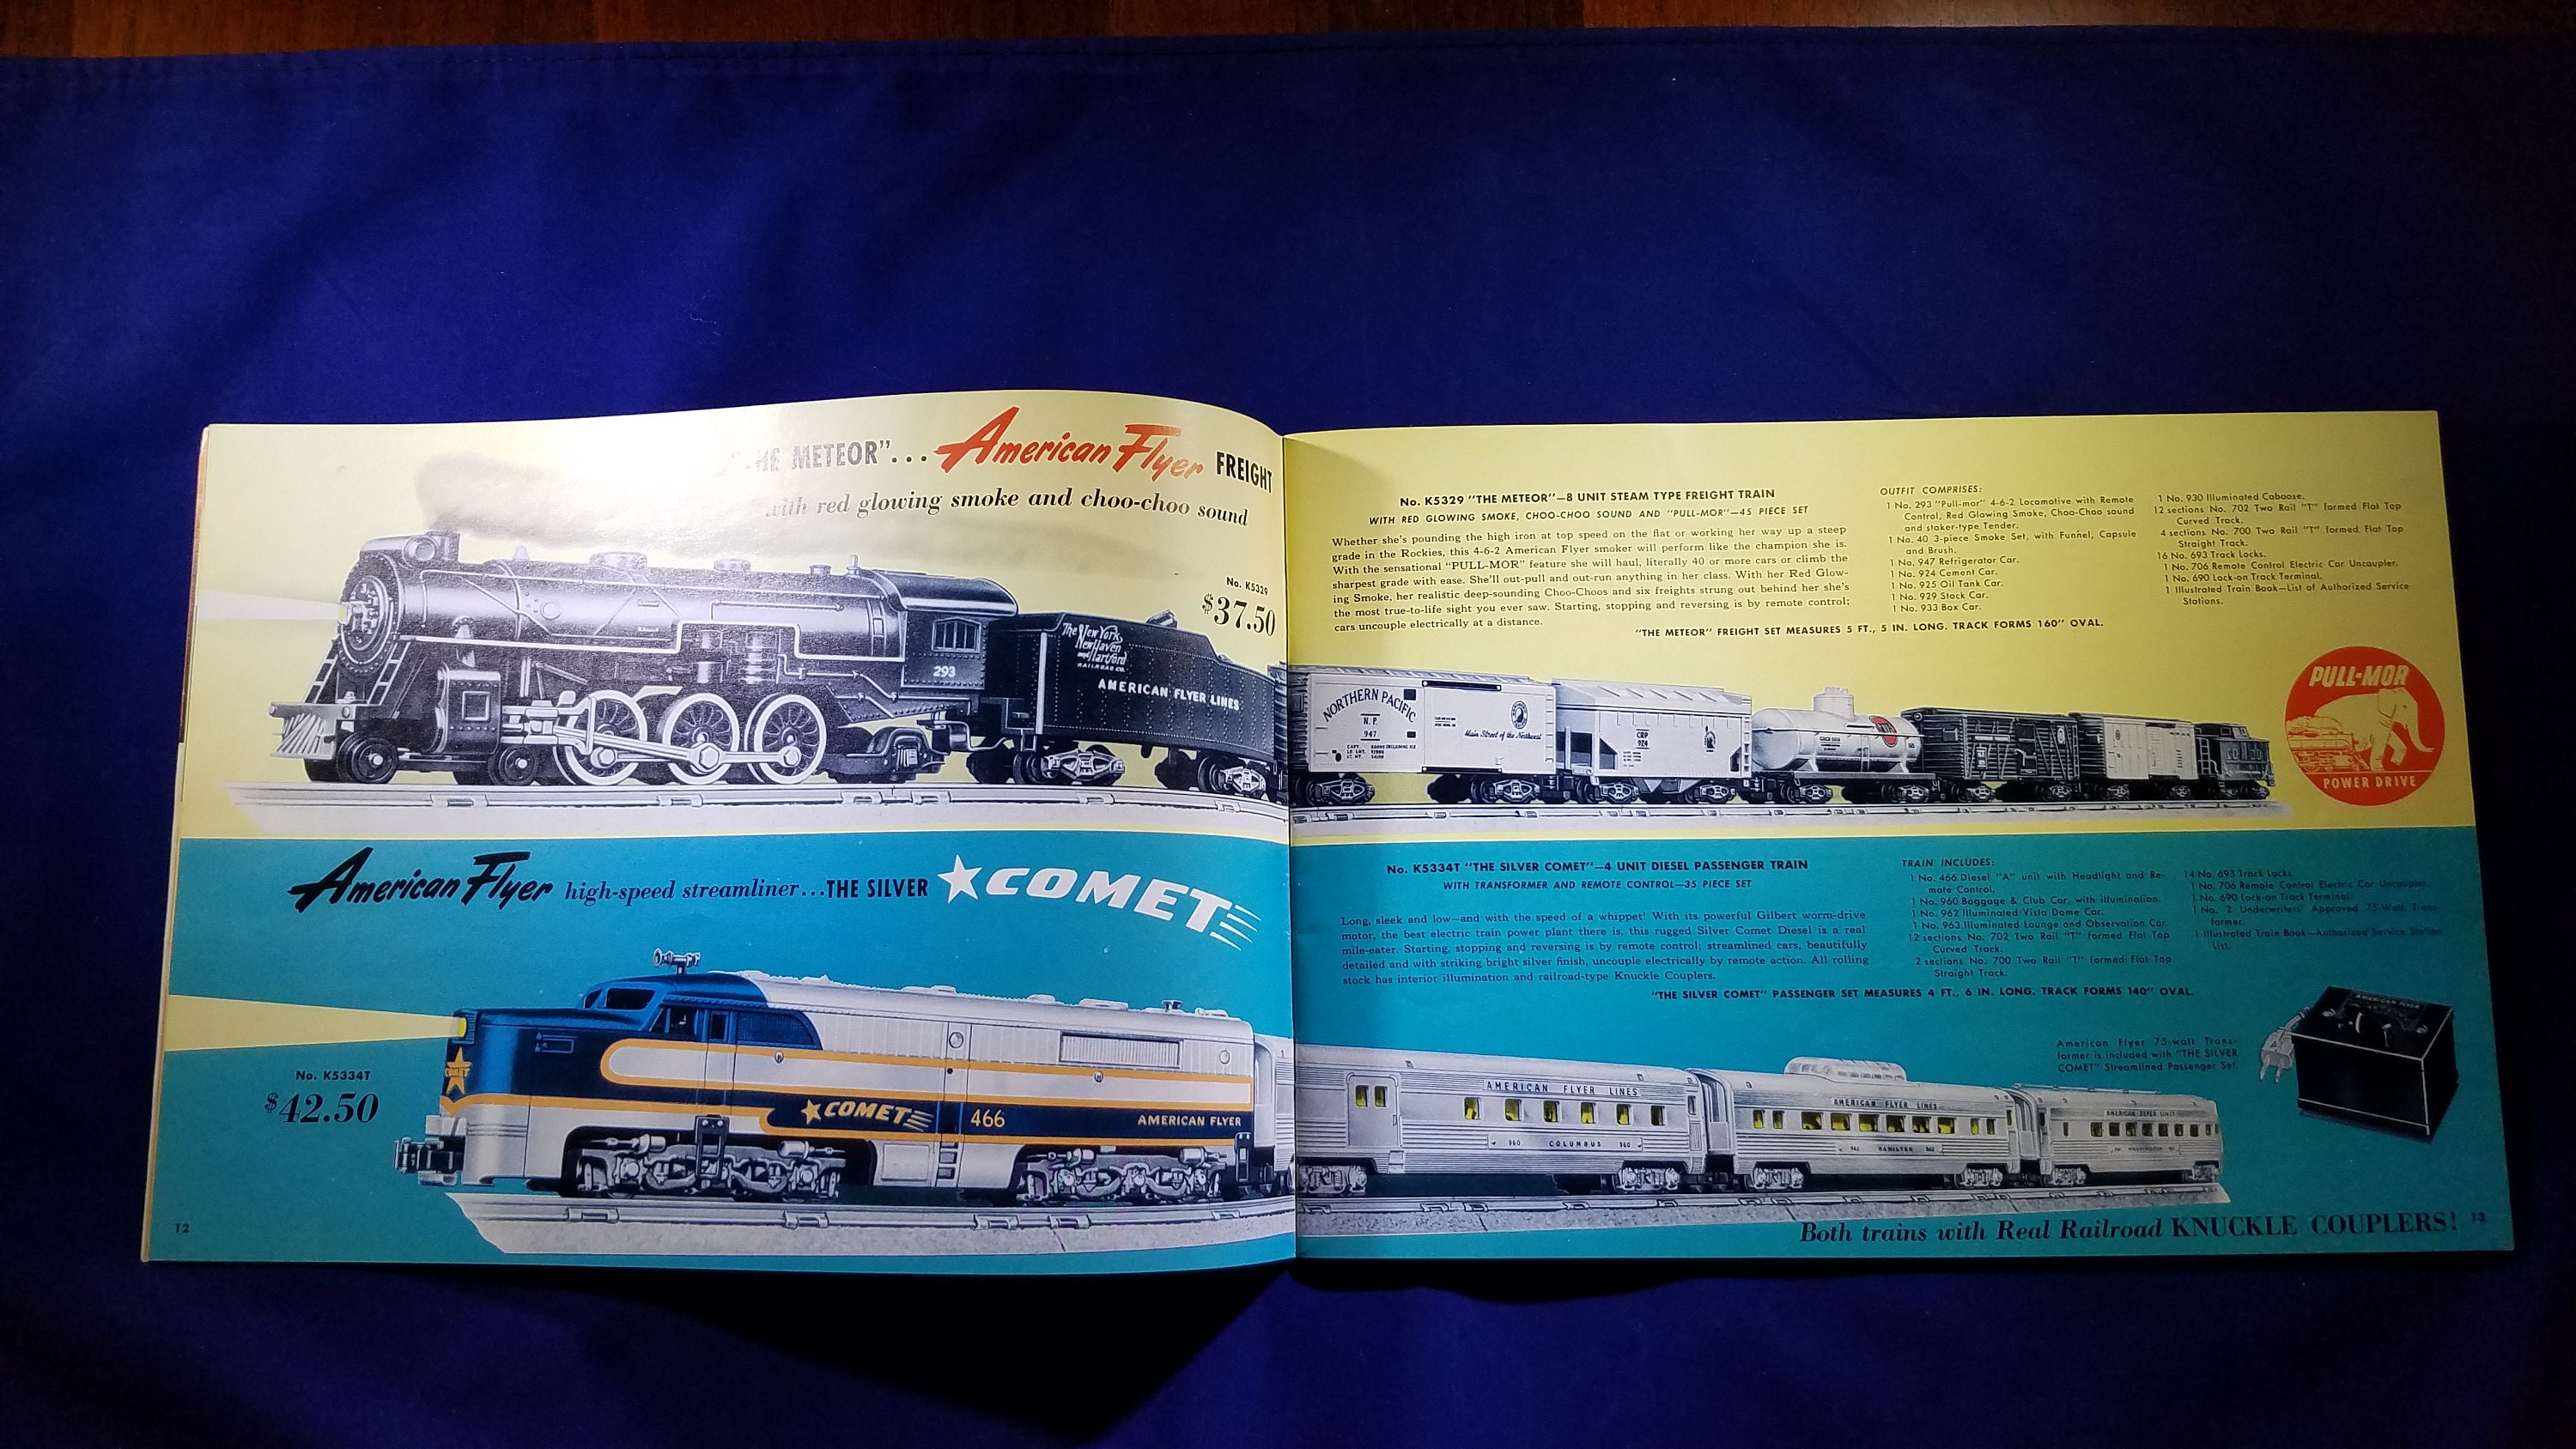 "THE METEOR"... American Flyer FREIGHT
with red glowing smoke and choo-choo sound
No. K5329
$37.50
293
The New York
New Haven
and Hartford
RAILROAD CO.
AMERICAN FLYER LINES
American Flyer high-speed streamliner...THE SILVER COMET
No. K5334T
$42.50
COMET
COMET
466
AMERICAN FLYER
12
No. K5329 "THE METEOR"—8 UNIT STEAM TYPE FREIGHT TRAIN
WITH RED GLOWING SMOKE, CHOO-CHOO SOUND AND "PULL-MOR"—45 PIECE SET
Whether she's pounding the high iron at top speed on the flat or working her way up a steep
grade in the Rockies, this 4-6-2 American Flyer smoker will perform like the champion she is.
With the sensational "PULL-MOR" feature she will haul, literally 40 or more cars or climb the
sharpest grade with ease. She'll out-pull and out-run anything in her class. With her Red Glow-
ing Smoke, her realistic deep-sounding Choo-Choos and six freights strung out behind her she's
the most true-to-life sight you ever saw. Starting, stopping and reversing is by remote control;
cars uncouple electrically at a distance.
OUTFIT COMPRISES:
1 No. 293 "Pull-mor" 4-6-2 Locomotive with Remote
Control, Red Glowing Smoke, Choo-Choo sound
and stoker-type Tender.
1 No. 40 3-piece Smoke Set, with Funnel, Capsule
and Brush.
1 No. 947 Refrigerator Car.
1 No. 924 Cement Car.
1 No. 925 Oil Tank Car.
1 No. 929 Stock Car.
1 No. 933 Box Car.
1 No. 930 Illuminated Caboose.
12 sections No. 702 Two Rail "T" formed Flat Top
Curved Track.
4 sections No. 700 Two Rail "T" formed Flat Top
Straight Track.
16 No. 693 Track Locks.
1 No. 706 Remote Control Electric Car Uncoupler.
1 No. 690 Lock-on Track Terminal.
1 Illustrated Train Book—List of Authorized Service
Stations.
"THE METEOR" FREIGHT SET MEASURES 5 FT., 5 IN. LONG. TRACK FORMS 160" OVAL.
NORTHERN PACIFIC
N.P.
947
Main Street of the Northwest
CRP
924
PULL-MOR
POWER DRIVE
No. K5334T "THE SILVER COMET"—4 UNIT DIESEL PASSENGER TRAIN
WITH TRANSFORMER AND REMOTE CONTROL—35 PIECE SET
Long, sleek and low—and with the speed of a whippet! With its powerful Gilbert worm-drive
motor, the best electric train power plant there is, this rugged Silver Comet Diesel is a real
mile-eater. Starting, stopping and reversing is by remote control; streamlined cars, beautifully
detailed and with striking bright silver finish, uncouple electrically by remote action. All rolling
stock has interior illumination and railroad-type Knuckle Couplers.
TRAIN INCLUDES:
1 No. 466 Diesel "A" unit with Headlight and Re-
mote Control.
1 No. 960 Baggage & Club Car, with Illumination.
1 No. 962 Illuminated Vista Dome Car.
1 No. 963 Illuminated Lounge and Observation Car.
12 sections No. 702 Two Rail "T" formed Flat Top
Curved Track.
2 sections No. 700 Two Rail "T" formed Flat Top
Straight Track.
14 No. 693 Track Locks.
1 No. 706 Remote Control Electric Car Uncoupler.
1 No. 690 Lock-on Track Terminal.
1 No. 2 Underwriters' Approved 75-Watt Trans-
former.
1 Illustrated Train Book—Authorized Service Station
List.
"THE SILVER COMET" PASSENGER SET MEASURES 4 FT., 6 IN. LONG. TRACK FORMS 140" OVAL.
American Flyer 75-watt Trans-
former is included with "THE SILVER
COMET" Streamlined Passenger Set.
AMERICAN FLYER
AMERICAN FLYER LINES
960 COLUMBUS 960
AMERICAN FLYER LINES
962 HAMILTON 962
AMERICAN FLYER LINES
WASHINGTON
Both trains with Real Railroad KNUCKLE COUPLERS! 13